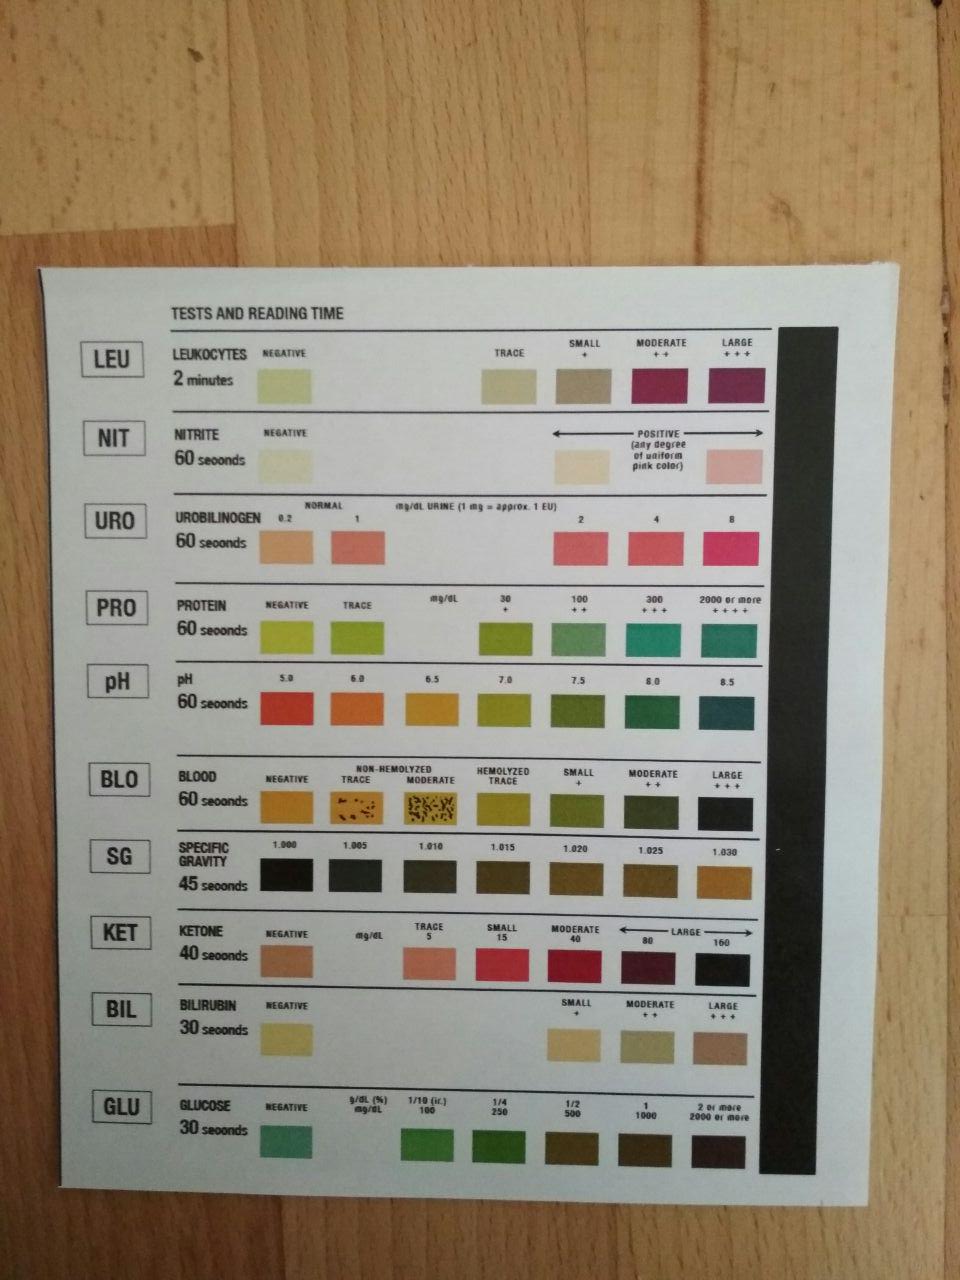 TESTS AND READING TIME
LEU
LEUKOCYTES
2 minutes
NEGATIVE
TRACE
SMALL
+
MODERATE
++
LARGE
+++
NIT
NITRITE
60 seconds
NEGATIVE
POSITIVE
(any degree
of uniform
pink color)
URO
UROBILINOGEN
60 seconds
NORMAL
0.2
1
mg/dL URINE (1 mg = approx. 1 EU)
2
4
8
PRO
PROTEIN
60 seconds
NEGATIVE
TRACE
mg/dL
30
+
100
++
300
+++
2000 or more
++++
pH
pH
60 seconds
5.0
6.0
6.5
7.0
7.5
8.0
8.5
BLO
BLOOD
60 seconds
NEGATIVE
NON-HEMOLYZED
TRACE
MODERATE
HEMOLYZED
TRACE
SMALL
+
MODERATE
++
LARGE
+++
SG
SPECIFIC
GRAVITY
45 seconds
1.000
1.005
1.010
1.015
1.020
1.025
1.030
KET
KETONE
40 seconds
NEGATIVE
mg/dL
TRACE
5
SMALL
15
MODERATE
40
LARGE
80
160
BIL
BILIRUBIN
30 seconds
NEGATIVE
SMALL
+
MODERATE
++
LARGE
+++
GLU
GLUCOSE
30 seconds
NEGATIVE
g/dL (%)
mg/dL
1/10 (tr.)
100
1/4
250
1/2
500
1
1000
2 or more
2000 or more